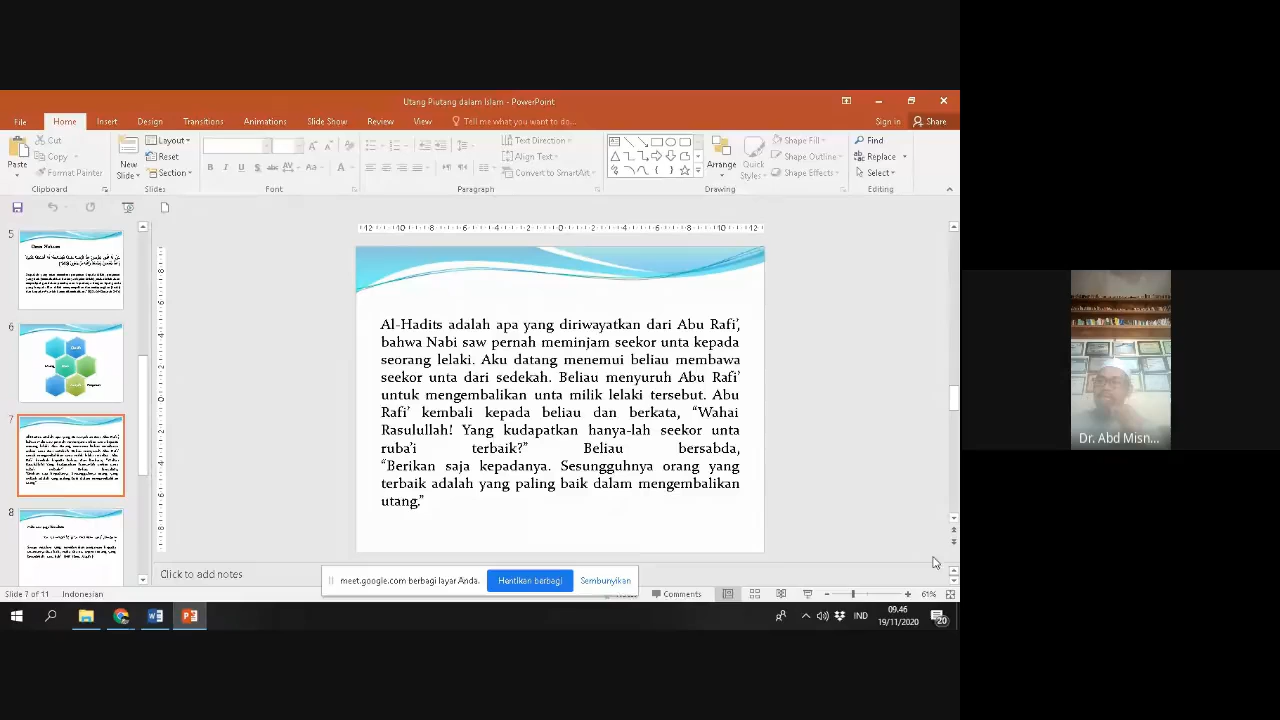 Utang Piutang dalam Islam - PowerPoint
File Home Insert Design Transitions Animations Slide Show Review View Tell me what you want to do... Sign in Share
Paste Cut Copy Format Painter
Clipboard
New Slide Layout Reset Section
Slides
Font
Text Direction Align Text Convert to SmartArt
Paragraph
Arrange Quick Styles Shape Fill Shape Outline Shape Effects
Drawing
Find Replace Select
Editing
5
6
7
8
Al-Hadits adalah apa yang diriwayatkan dari Abu Rafi’,
bahwa Nabi saw pernah meminjam seekor unta kepada
serang lelaki. Aku datang menemui beliau membawa
seekor unta dari sedekah. Beliau menyuruh Abu Rafi’
untuk mengembalikan unta milik lelaki tersebut. Abu
Rafi’ kembali kepada beliau dan berkata, “Wahai
Rasulullah! Yang kudapatkan hanya-lah seekor unta
ruba’i terbaik?” Beliau bersabda,
“Berikan saja kepadanya. Sesungguhnya orang yang
terbaik adalah yang paling baik dalam mengembalikan
utang.”
Click to add notes
meet.google.com berbagi layar Anda. Hentikan berbagi Sembunyikan
Slide 7 of 11 Indonesian Comments 61%
IND 09.46
19/11/2020 20
Dr. Abd Misn...